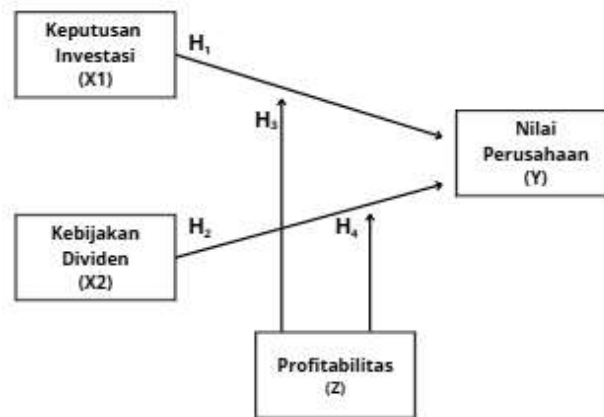 Keputusan
Investasi
(X1)
H₁
H₃
Nilai
Perusahaan
(Y)
Kebijakan
Dividen
(X2)
H₂
H₄
Profitabilitas
(Z)